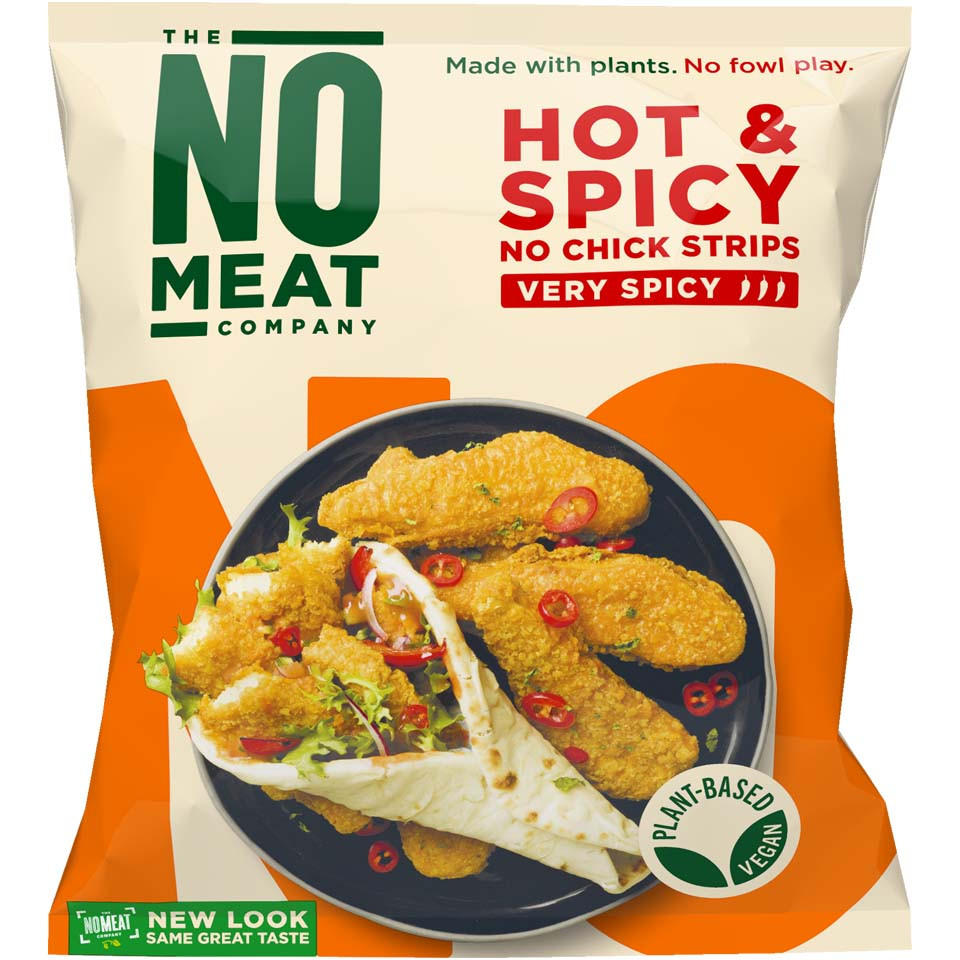 THE
NO
MEAT
COMPANY
Made with plants. No fowl play.
HOT &
SPICY
NO CHICK STRIPS
VERY SPICY
PLANT-BASED
VEGAN
THE
NO MEAT
COMPANY
NEW LOOK
SAME GREAT TASTE